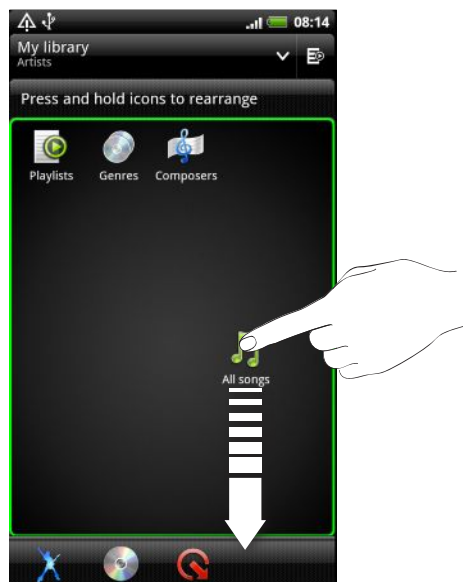 08:14
My library
Artists
Press and hold icons to rearrange
Playlists Genres Composers
All songs